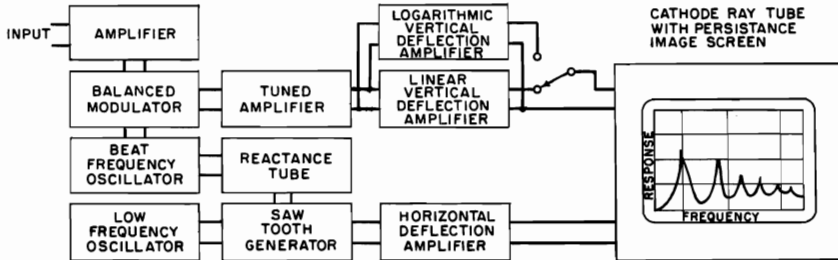 INPUT
AMPLIFIER
LOGARITHMIC
VERTICAL
DEFLECTION
AMPLIFIER
CATHODE RAY TUBE
WITH PERSISTANCE
IMAGE SCREEN
BALANCED
MODULATOR
TUNED
AMPLIFIER
LINEAR
VERTICAL
DEFLECTION
AMPLIFIER
BEAT
FREQUENCY
OSCILLATOR
REACTANCE
TUBE
RESPONSE
FREQUENCY
LOW
FREQUENCY
OSCILLATOR
SAW
TOOTH
GENERATOR
HORIZONTAL
DEFLECTION
AMPLIFIER